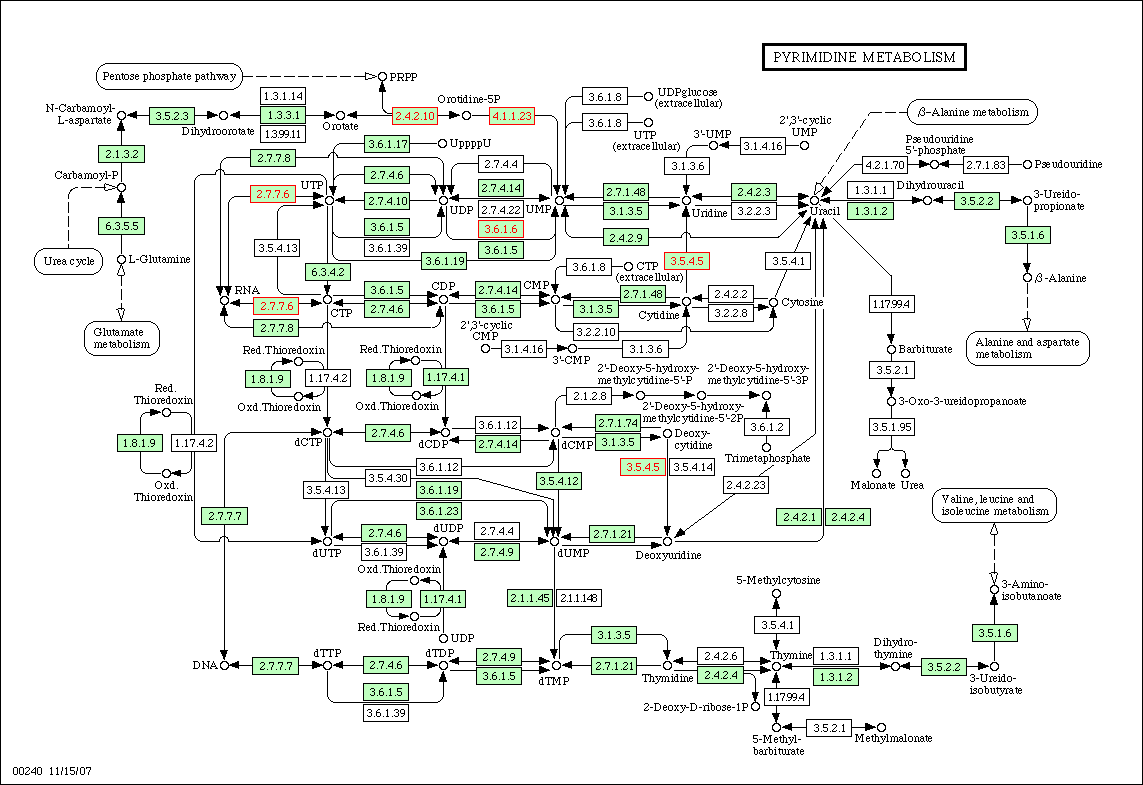 PYRIMIDINE METABOLISM
Pentose phosphate pathway
PRPP
N-Carbamoyl-
L-aspartate
3.5.2.3
Dihydroorotate
1.3.1.14
1.3.3.1
1.3.99.11
Orotate
2.4.2.10
Orotidine-5P
4.1.1.23
3.6.1.8
UDPglucose
(extracellular)
3.6.1.8
UTP
(extracellular)
3'-UMP
3.1.4.16
2',3'-cyclic
UMP
3.1.3.6
β-Alanine metabolism
Pseudouridine
5'-phosphate
4.2.1.70
2.7.1.83
Pseudouridine
2.1.3.2
Carbamoyl-P
6.3.5.5
Urea cycle
L-Glutamine
Glutamate
metabolism
3.6.1.17
UppppU
2.7.7.8
2.7.4.6
2.7.4.4
2.7.7.6
UTP
2.7.4.10
UDP
2.7.4.14
2.7.4.22
UMP
3.6.1.6
3.6.1.5
3.6.1.5
3.6.1.39
3.6.1.19
2.7.1.48
3.1.3.5
Uridine
2.4.2.3
3.2.2.3
2.4.2.9
Uracil
1.3.1.1
1.3.1.2
Dihydrouracil
3.5.2.2
3-Ureido-
propionate
3.5.1.6
β-Alanine
Alanine and aspartate
metabolism
3.5.4.13
6.3.4.2
3.6.1.8
CTP
(extracellular)
3.5.4.5
3.5.4.1
RNA
2.7.7.6
2.7.7.8
CTP
3.6.1.5
2.7.4.6
CDP
2.7.4.14
3.6.1.5
CMP
2.7.1.48
3.1.3.5
Cytidine
2.4.2.2
3.2.2.8
Cytosine
3.2.2.10
2',3'-cyclic
CMP
3.1.4.16
3'-CMP
3.1.3.6
1.17.99.4
Barbiturate
3.5.2.1
3-Oxo-3-ureidopropanoate
3.5.1.95
Malonate
Urea
Red.Thioredoxin
1.8.1.9
1.17.4.2
Oxd.Thioredoxin
Red.Thioredoxin
1.8.1.9
1.17.4.1
Oxd.Thioredoxin
Red.
Thioredoxin
1.8.1.9
1.17.4.2
Oxd.
Thioredoxin
2'-Deoxy-5-hydroxy-
methylcytidine-5'-P
2'-Deoxy-5-hydroxy-
methylcytidine-5'-3P
2.1.2.8
2'-Deoxy-5-hydroxy-
methylcytidine-5'-2P
3.6.1.2
Trimetaphosphate
dCTP
2.7.4.6
dCDP
3.6.1.12
2.7.4.14
dCMP
2.7.1.74
3.1.3.5
Deoxy-
cytidine
3.6.1.12
3.5.4.30
3.5.4.13
3.6.1.19
3.6.1.23
3.5.4.12
3.5.4.5
3.5.4.14
2.4.2.23
2.4.2.1
2.4.2.4
2.7.7.7
dUTP
2.7.4.6
3.6.1.39
dUDP
2.7.4.4
2.7.4.9
dUMP
2.7.1.21
Deoxyuridine
Oxd.Thioredoxin
1.8.1.9
1.17.4.1
Red.Thioredoxin
UDP
2.1.1.45
2.1.1.148
Valine, leucine and
isoleucine metabolism
3-Amino-
isobutanoate
3.5.1.6
5-Methylcytosine
3.5.4.1
DNA
2.7.7.7
dTTP
2.7.4.6
3.6.1.5
3.6.1.39
dTDP
2.7.4.9
3.6.1.5
dTMP
3.1.3.5
2.7.1.21
Thymidine
2.4.2.6
2.4.2.4
Thymine
2-Deoxy-D-ribose-1P
1.3.1.1
1.3.1.2
Dihydro-
thymine
3.5.2.2
3-Ureido-
isobutyrate
1.17.99.4
5-Methyl-
barbiturate
3.5.2.1
Methylmalonate
00240 11/15/07